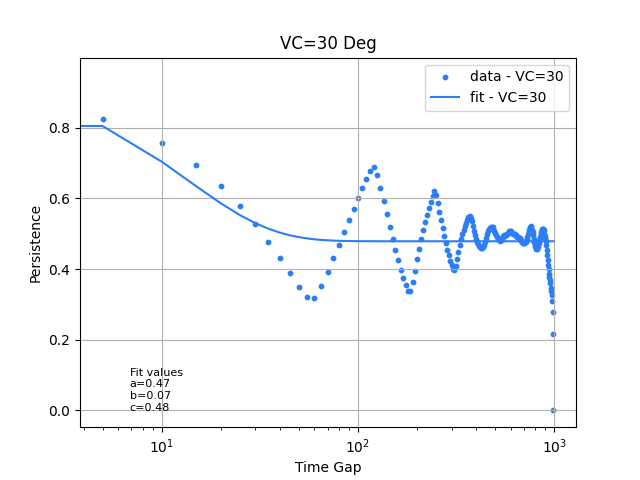 VC=30 Deg
data - VC=30
fit - VC=30
Persistence
0.8
0.6
0.4
0.2
0.0
Fit values
a=0.47
b=0.07
c=0.48
10¹
10²
10³
Time Gap